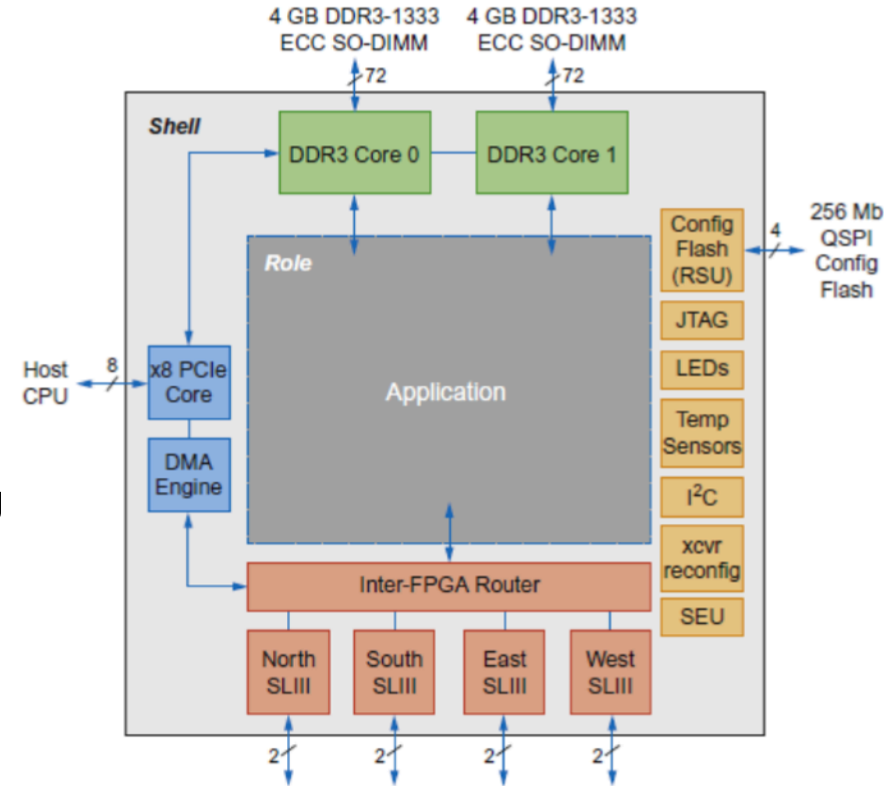 4 GB DDR3-1333
ECC SO-DIMM
4 GB DDR3-1333
ECC SO-DIMM
72
72
Shell
DDR3 Core 0
DDR3 Core 1
Role
Config
Flash
(RSU)
4
256 Mb
QSPI
Config
Flash
JTAG
Host
CPU
8
x8 PCIe
Core
LEDs
Application
Temp
Sensors
DMA
Engine
I²C
xcvr
reconfig
Inter-FPGA Router
SEU
North
SLIII
South
SLIII
East
SLIII
West
SLIII
2
2
2
2